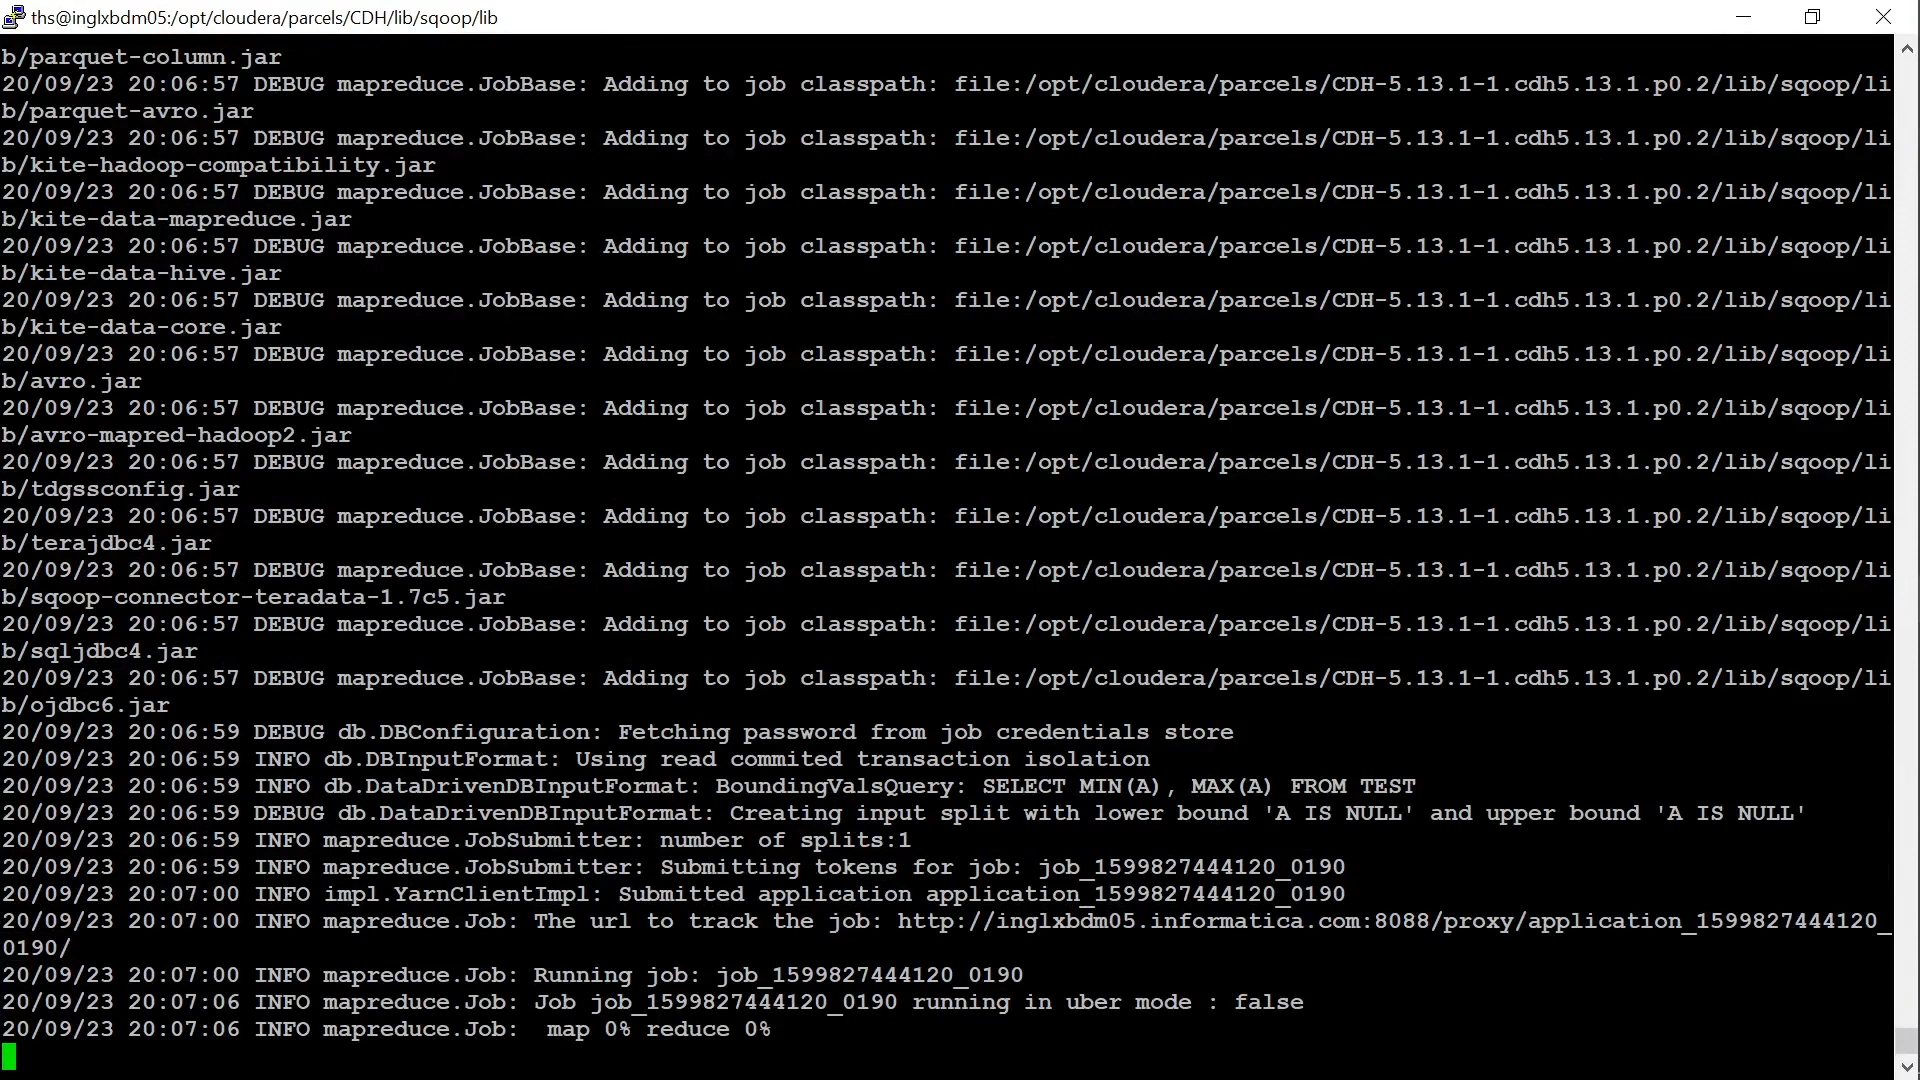 ths@inglxbdm05:/opt/cloudera/parcels/CDH/lib/sqoop/lib
b/parquet-column.jar
20/09/23 20:06:57 DEBUG mapreduce.JobBase: Adding to job classpath: file:/opt/cloudera/parcels/CDH-5.13.1-1.cdh5.13.1.p0.2/lib/sqoop/li
b/parquet-avro.jar
20/09/23 20:06:57 DEBUG mapreduce.JobBase: Adding to job classpath: file:/opt/cloudera/parcels/CDH-5.13.1-1.cdh5.13.1.p0.2/lib/sqoop/li
b/kite-hadoop-compatibility.jar
20/09/23 20:06:57 DEBUG mapreduce.JobBase: Adding to job classpath: file:/opt/cloudera/parcels/CDH-5.13.1-1.cdh5.13.1.p0.2/lib/sqoop/li
b/kite-data-mapreduce.jar
20/09/23 20:06:57 DEBUG mapreduce.JobBase: Adding to job classpath: file:/opt/cloudera/parcels/CDH-5.13.1-1.cdh5.13.1.p0.2/lib/sqoop/li
b/kite-data-hive.jar
20/09/23 20:06:57 DEBUG mapreduce.JobBase: Adding to job classpath: file:/opt/cloudera/parcels/CDH-5.13.1-1.cdh5.13.1.p0.2/lib/sqoop/li
b/kite-data-core.jar
20/09/23 20:06:57 DEBUG mapreduce.JobBase: Adding to job classpath: file:/opt/cloudera/parcels/CDH-5.13.1-1.cdh5.13.1.p0.2/lib/sqoop/li
b/avro.jar
20/09/23 20:06:57 DEBUG mapreduce.JobBase: Adding to job classpath: file:/opt/cloudera/parcels/CDH-5.13.1-1.cdh5.13.1.p0.2/lib/sqoop/li
b/avro-mapred-hadoop2.jar
20/09/23 20:06:57 DEBUG mapreduce.JobBase: Adding to job classpath: file:/opt/cloudera/parcels/CDH-5.13.1-1.cdh5.13.1.p0.2/lib/sqoop/li
b/tdgssconfig.jar
20/09/23 20:06:57 DEBUG mapreduce.JobBase: Adding to job classpath: file:/opt/cloudera/parcels/CDH-5.13.1-1.cdh5.13.1.p0.2/lib/sqoop/li
b/terajdbc4.jar
20/09/23 20:06:57 DEBUG mapreduce.JobBase: Adding to job classpath: file:/opt/cloudera/parcels/CDH-5.13.1-1.cdh5.13.1.p0.2/lib/sqoop/li
b/sqoop-connector-teradata-1.7c5.jar
20/09/23 20:06:57 DEBUG mapreduce.JobBase: Adding to job classpath: file:/opt/cloudera/parcels/CDH-5.13.1-1.cdh5.13.1.p0.2/lib/sqoop/li
b/sqljdbc4.jar
20/09/23 20:06:57 DEBUG mapreduce.JobBase: Adding to job classpath: file:/opt/cloudera/parcels/CDH-5.13.1-1.cdh5.13.1.p0.2/lib/sqoop/li
b/ojdbc6.jar
20/09/23 20:06:59 DEBUG db.DBConfiguration: Fetching password from job credentials store
20/09/23 20:06:59 INFO db.DBInputFormat: Using read commited transaction isolation
20/09/23 20:06:59 INFO db.DataDrivenDBInputFormat: BoundingValsQuery: SELECT MIN(A), MAX(A) FROM TEST
20/09/23 20:06:59 DEBUG db.DataDrivenDBInputFormat: Creating input split with lower bound 'A IS NULL' and upper bound 'A IS NULL'
20/09/23 20:06:59 INFO mapreduce.JobSubmitter: number of splits:1
20/09/23 20:06:59 INFO mapreduce.JobSubmitter: Submitting tokens for job: job_1599827444120_0190
20/09/23 20:07:00 INFO impl.YarnClientImpl: Submitted application application_1599827444120_0190
20/09/23 20:07:00 INFO mapreduce.Job: The url to track the job: http://inglxbdm05.informatica.com:8088/proxy/application_1599827444120_
0190/
20/09/23 20:07:00 INFO mapreduce.Job: Running job: job_1599827444120_0190
20/09/23 20:07:06 INFO mapreduce.Job: Job job_1599827444120_0190 running in uber mode : false
20/09/23 20:07:06 INFO mapreduce.Job:  map 0% reduce 0%